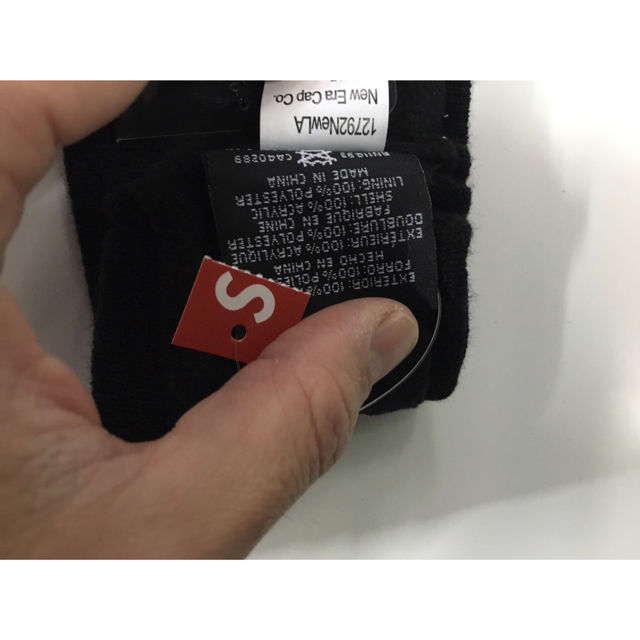 12792NewLA
New Era Cap Co.
CA40289
SHELL: 100% ACRYLIC
LINING: 100% POLYESTER
MADE IN CHINA
EXTÉRIEUR: 100% ACRYLIQUE
DOUBLURE: 100% POLYESTER
FABRIQUE EN CHINE
EXTERIOR: 100%
FORRO: 100%
HECHO EN CHINA
S